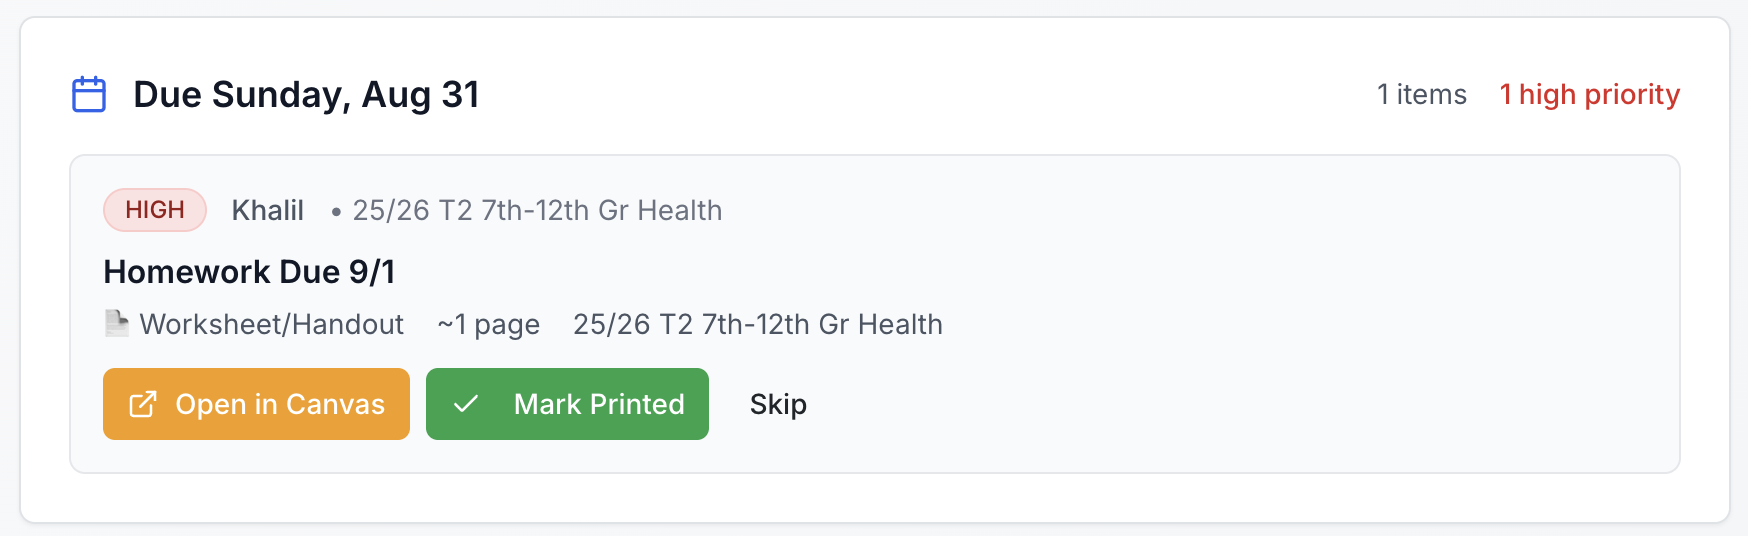 Due Sunday, Aug 31
1 items 1 high priority
HIGH Khalil • 25/26 T2 7th-12th Gr Health
Homework Due 9/1
Worksheet/Handout ~1 page 25/26 T2 7th-12th Gr Health
Open in Canvas Mark Printed Skip